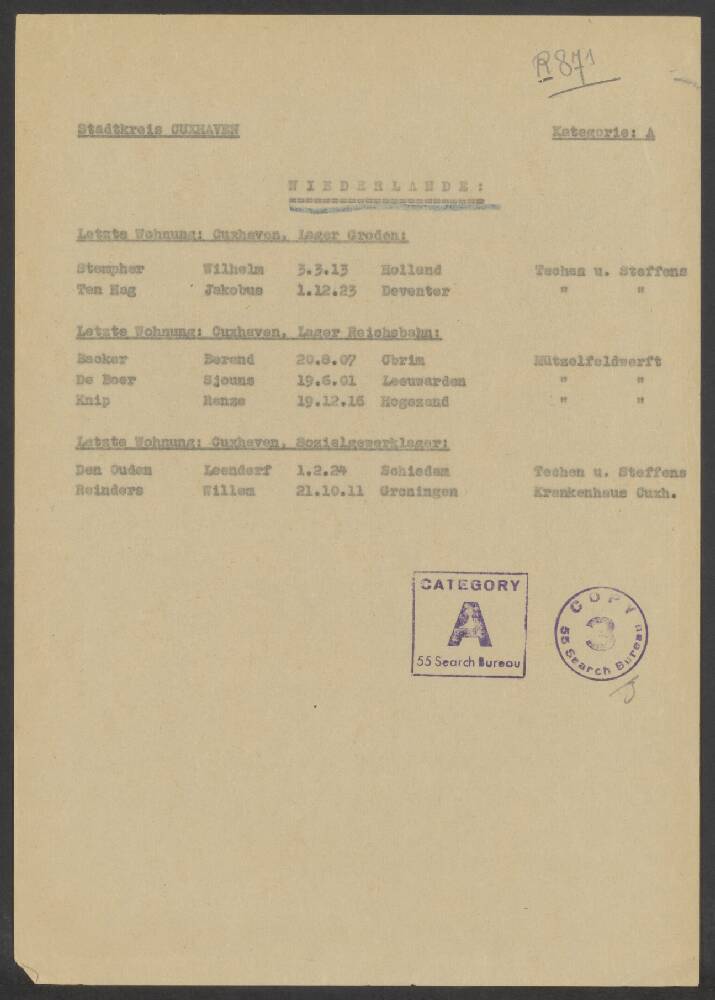 R 871
Stadtkreis CUXHAVEN Kategorie: A
NIEDERLANDE:
Letzte Wohnung: Cuxhaven, Lager Groden:
Stempher Wilhelm 3.3.13 Holland Techen u. Steffens
Ten Hag Jakobus 1.12.23 Deventer " "
Letzte Wohnung: Cuxhaven, Lager Reichsbahn:
Backer Berend 20.8.07 Obrim Mützelfeldwerft
De Boer Sjouns 19.6.01 Leeuwarden " "
Knip Renze 19.12.16 Hogezand " "
Letzte Wohnung: Cuxhaven, Sozialgewerklager:
Den Ouden Leendert 1.2.24 Schiedam Techen u. Steffens
Reinders Willem 21.10.11 Groningen Krankenhaus Cuxh.
CATEGORY
A
55 Search Bureau
COPY
3
55 Search Bureau